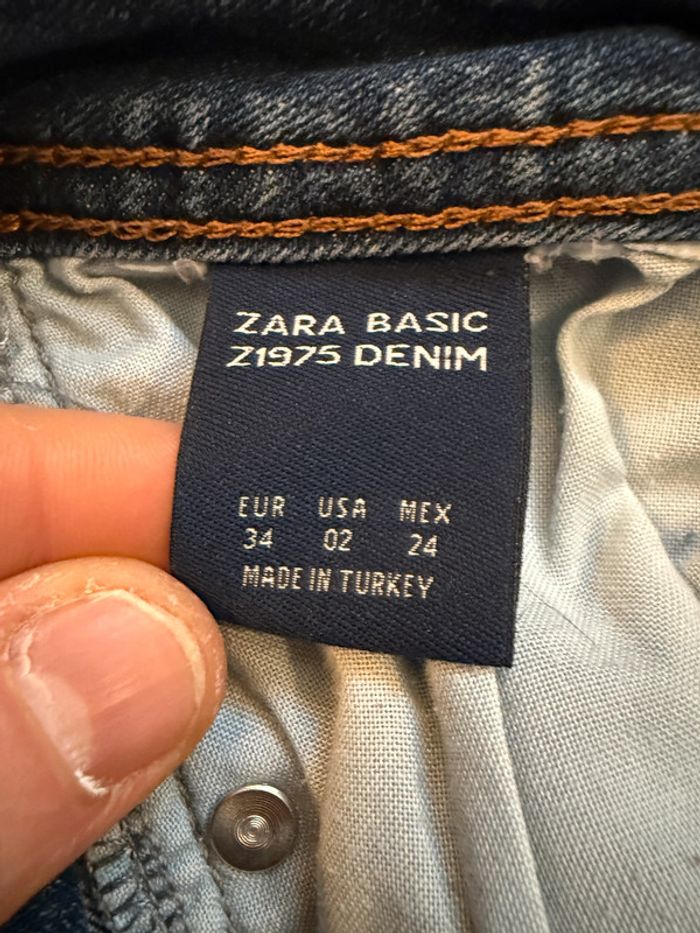 ZARA BASIC
Z1975 DENIM
EUR USA MEX
34 02 24
MADE IN TURKEY